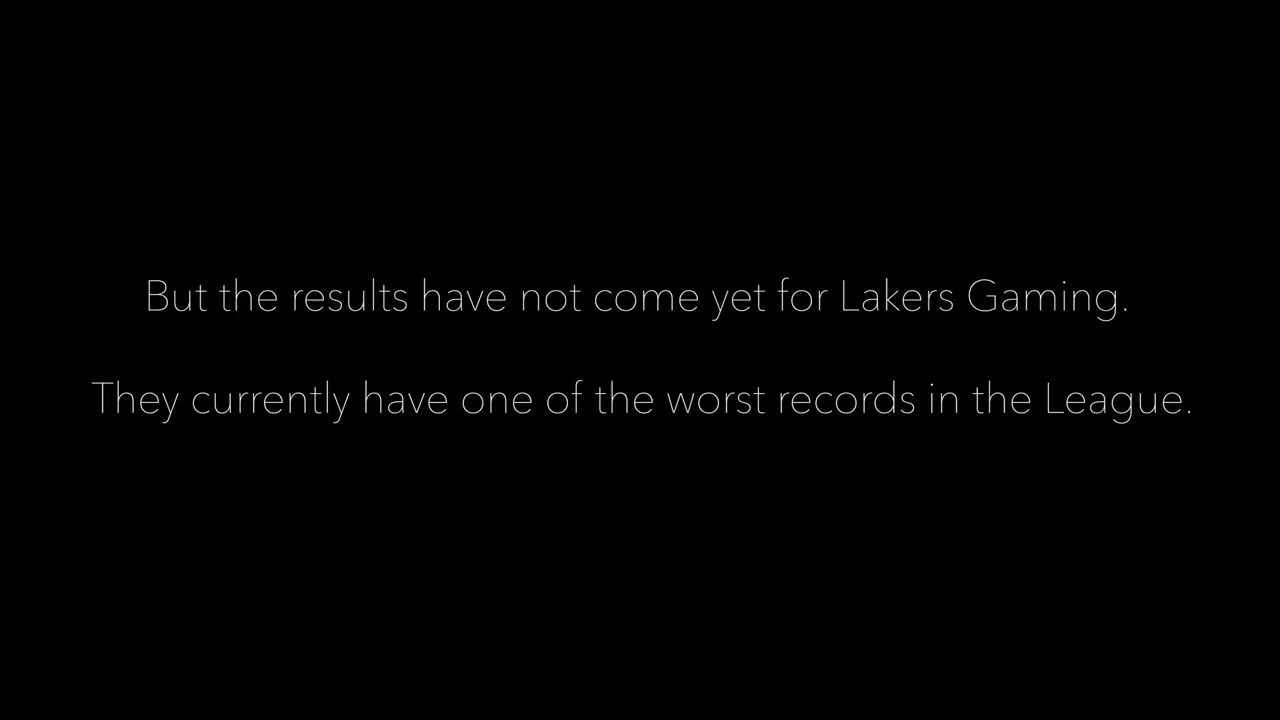 But the results have not come yet for Lakers Gaming.
They currently have one of the worst records in the League.